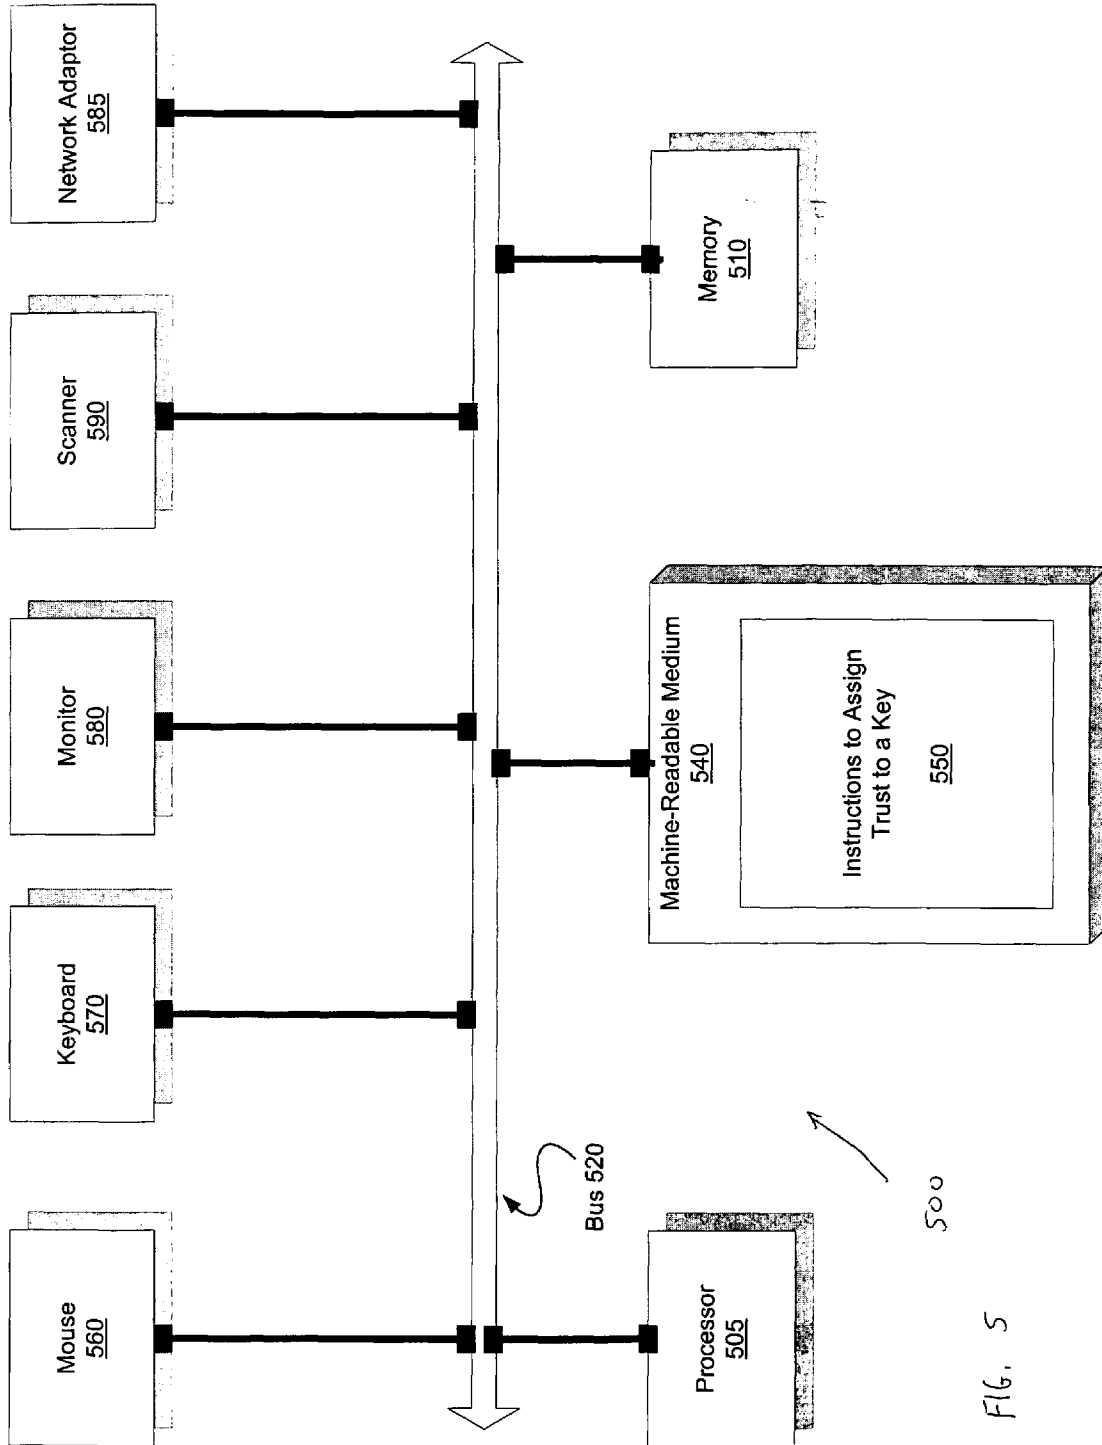 Mouse
560
Keyboard
570
Monitor
580
Scanner
590
Network Adaptor
585
Bus 520
Processor
505
Machine-Readable Medium
540
Instructions to Assign
Trust to a Key
550
Memory
510
500
FIG. 5